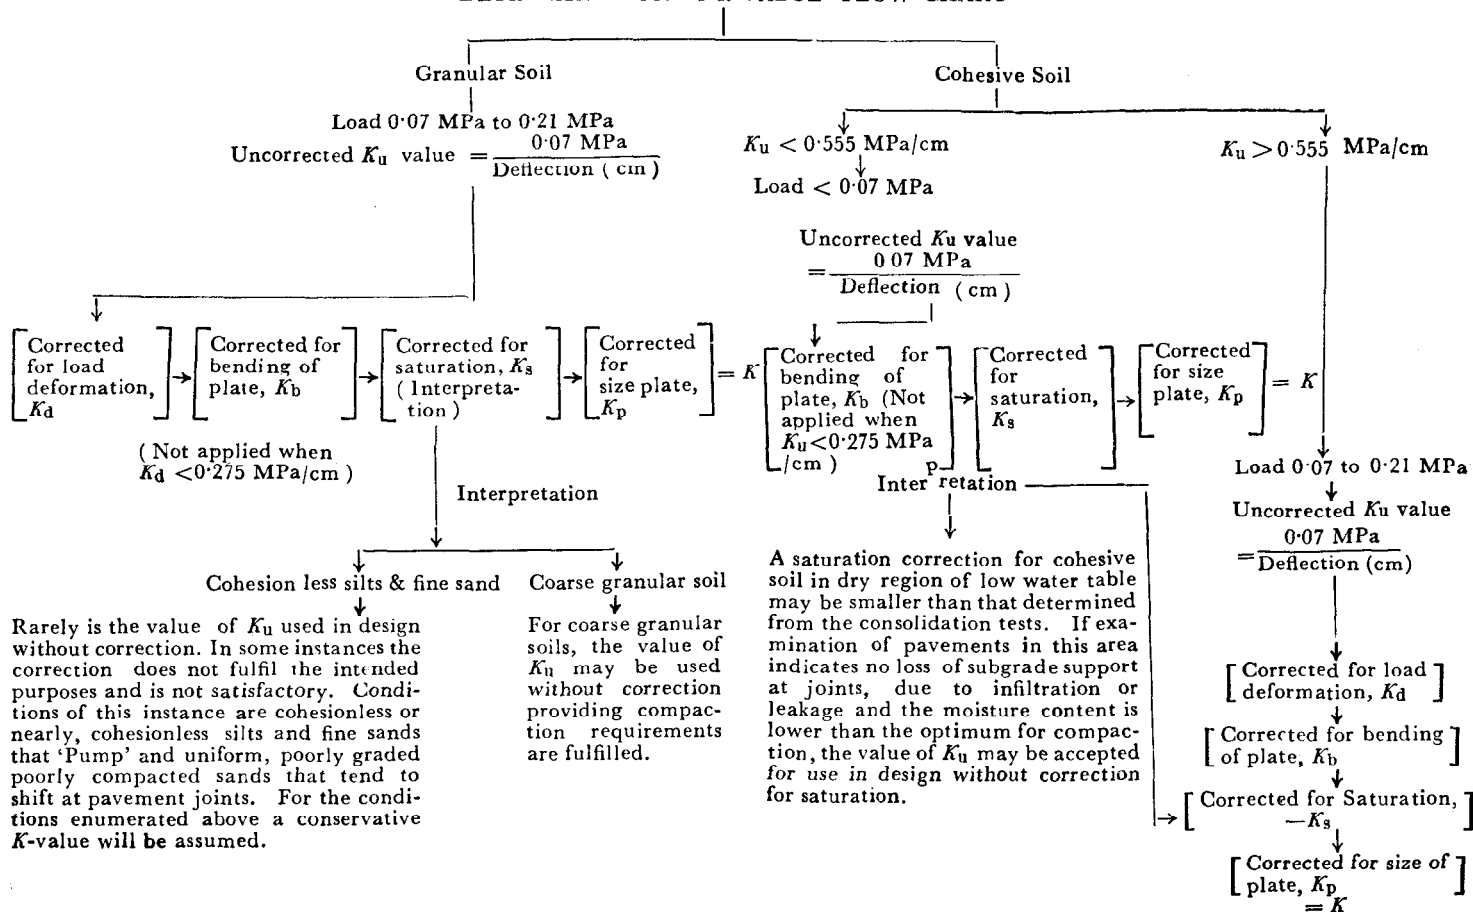 Granular Soil
Cohesive Soil
Load 0·07 MPa to 0·21 MPa
Uncorrected Ku value = 0·07 MPa
Deflection ( cm )
Ku < 0·555 MPa/cm
Load < 0·07 MPa
Ku > 0·555 MPa/cm
Uncorrected Ku value
= 0 07 MPa
Deflection (cm)
Corrected
for load
deformation,
Kd
Corrected for
bending of
plate, Kb
Corrected for
saturation, Ks
( Interpreta-
tion )
Corrected
for
size plate,
Kp
= K
( Not applied when
Kd <0·275 MPa/cm )
Interpretation
Corrected for
bending of
plate, Kb (Not
applied when
Ku<0·275 MPa
/cm )
Corrected
for
saturation,
Ks
Corrected
for size
plate, Kp
= K
p
Inter retation
Load 0·07 to 0·21 MPa
Uncorrected Ku value
= 0·07 MPa
Deflection (cm)
Cohesion less silts & fine sand
Coarse granular soil
Rarely is the value of Ku used in design
without correction. In some instances the
correction does not fulfil the intended
purposes and is not satisfactory. Condi-
tions of this instance are cohesionless or
nearly, cohesionless silts and fine sands
that ‘Pump’ and uniform, poorly graded
poorly compacted sands that tend to
shift at pavement joints. For the condi-
tions enumerated above a conservative
K-value will be assumed.
For coarse granular
soils, the value of
Ku may be used
without correction
providing compac-
tion requirements
are fulfilled.
A saturation correction for cohesive
soil in dry region of low water table
may be smaller than that determined
from the consolidation tests. If exa-
mination of pavements in this area
indicates no loss of subgrade support
at joints, due to infiltration or
leakage and the moisture content is
lower than the optimum for compac-
tion, the value of Ku may be accepted
for use in design without correction
for saturation.
Corrected for load
deformation, Kd
Corrected for bending
of plate, Kb
Corrected for Saturation,
—Ks
Corrected for size of
plate, Kp
= K